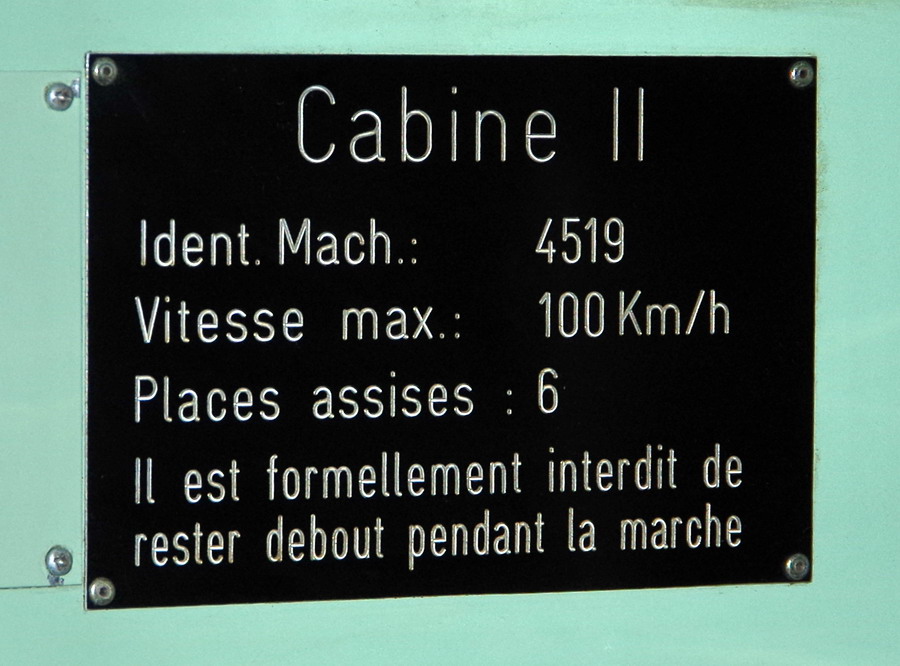 Cabine II
Ident. Mach.: 4519
Vitesse max.: 100 Km/h
Places assises : 6
Il est formellement interdit de
rester debout pendant la marche